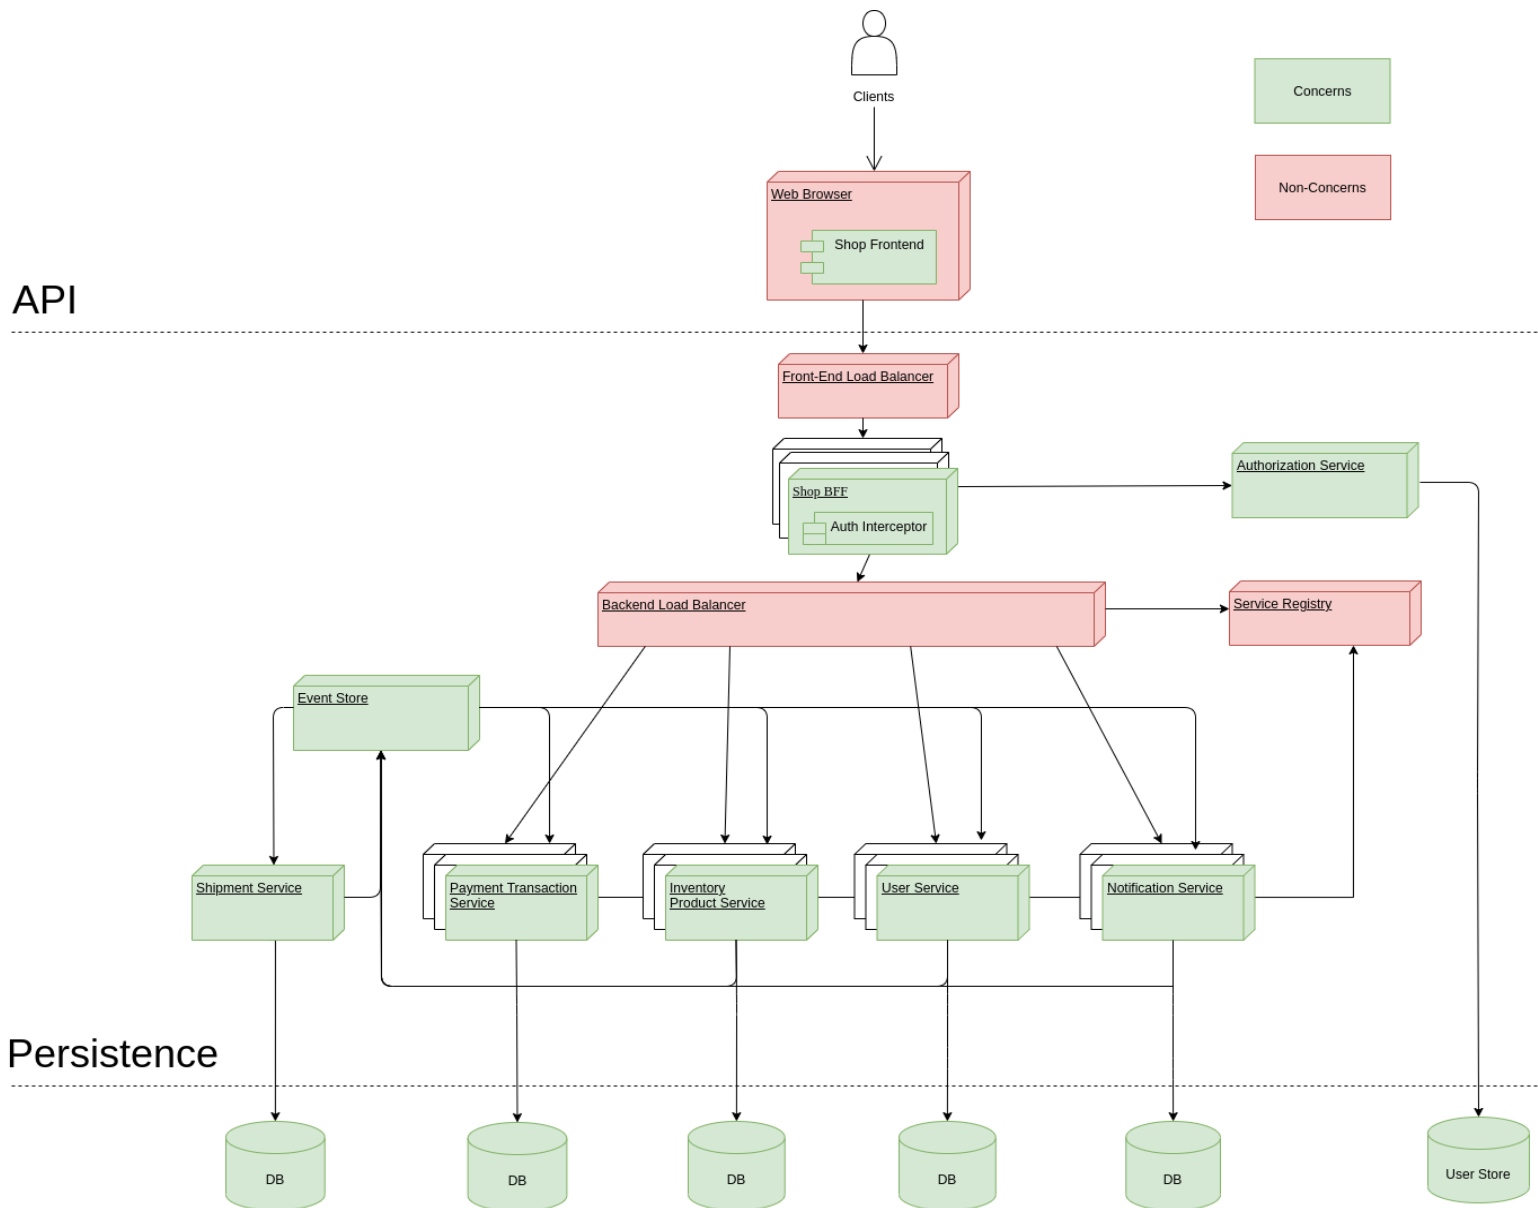 Clients
Concerns
Non-Concerns
Web Browser
Shop Frontend
API
Front-End Load Balancer
Shop BFF
Auth Interceptor
Authorization Service
Backend Load Balancer
Service Registry
Event Store
Shipment Service
Payment Transaction
Service
Inventory
Product Service
User Service
Notification Service
Persistence
DB
DB
DB
DB
DB
User Store